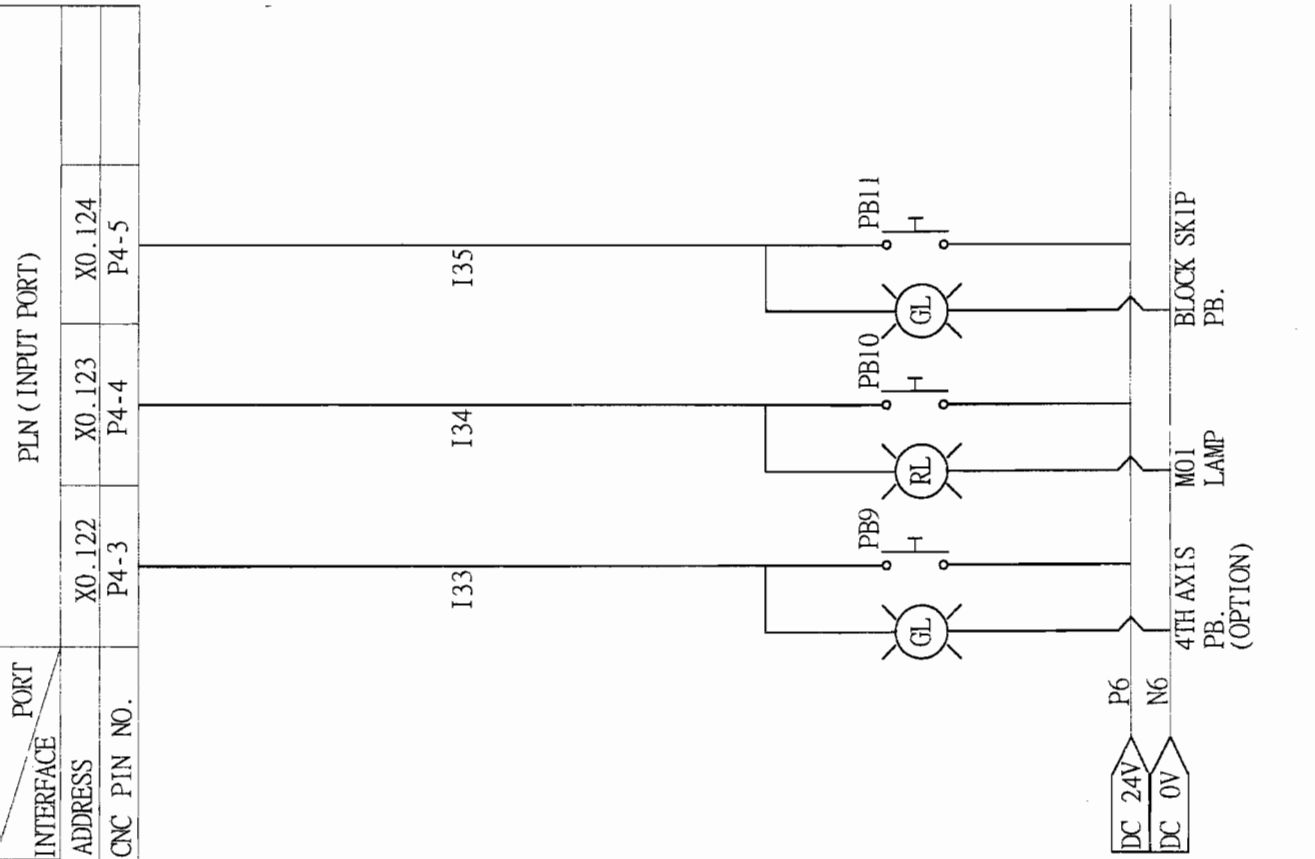 PORT
PLN(INPUT PORT)
INTERFACE
ADDRESS
X0.122
X0.123
X0.124
CNC PIN NO.
P4-3
P4-4
P4-5
I33
I34
I35
PB9
PB10
PB11
GL
RL
GL
DC 24V
P6
DC 0V
N6
4TH AXIS
PB.
(OPTION)
M01
LAMP
BLOCK SKIP
PB.